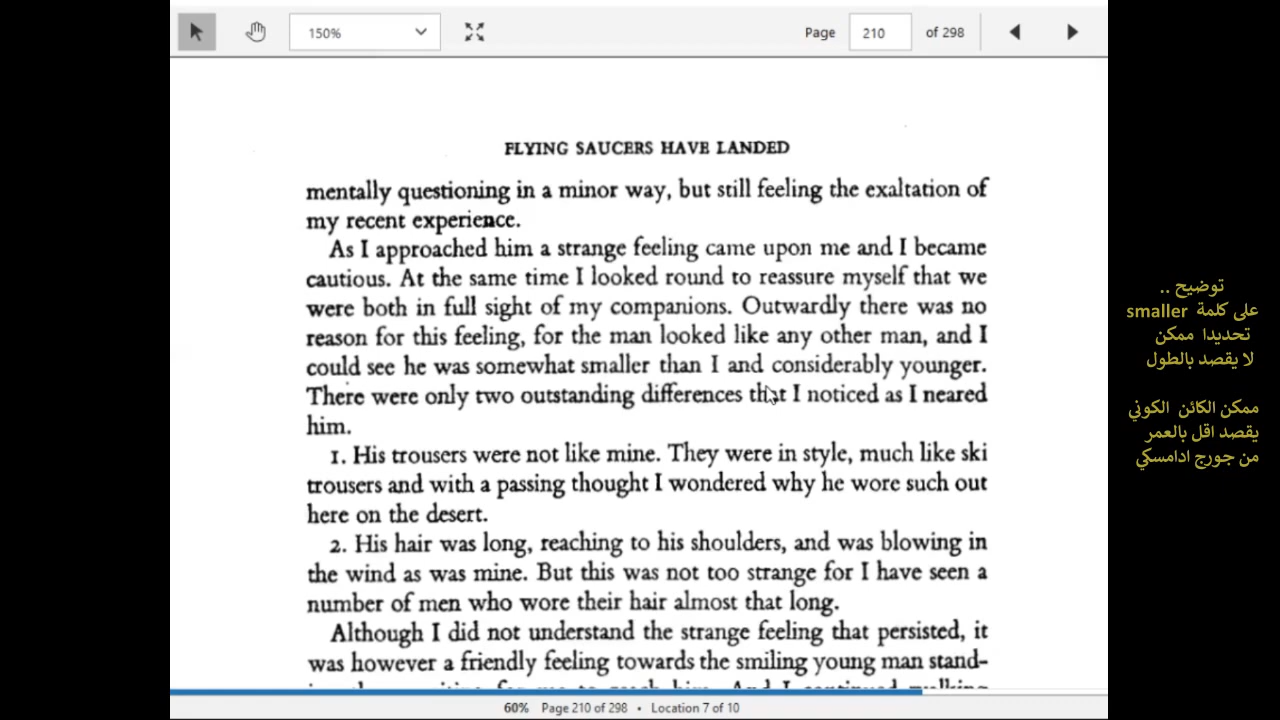 150%
Page 210 of 298
FLYING SAUCERS HAVE LANDED
mentally questioning in a minor way, but still feeling the exaltation of
my recent experience.
As I approached him a strange feeling came upon me and I became
cautious. At the same time I looked round to reassure myself that we
were both in full sight of my companions. Outwardly there was no
reason for this feeling, for the man looked like any other man, and I
could see he was somewhat smaller than I and considerably younger.
There were only two outstanding differences that I noticed as I neared
him.
1. His trousers were not like mine. They were in style, much like ski
trousers and with a passing thought I wondered why he wore such out
here on the desert.
2. His hair was long, reaching to his shoulders, and was blowing in
the wind as was mine. But this was not too strange for I have seen a
number of men who wore their hair almost that long.
Although I did not understand the strange feeling that persisted, it
was however a friendly feeling towards the smiling young man stand-
60% Page 210 of 298 • Location 7 of 10
توضيح ..
على كلمة smaller
تحديدا ممكن
لا يقصد بالطول
ممكن الكائن الكوني
يقصد اقل بالعمر
من جورج ادامسكي